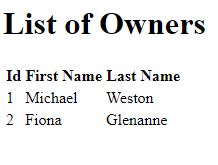 List of Owners
Id First Name Last Name
1 Michael Weston
2 Fiona Glenanne